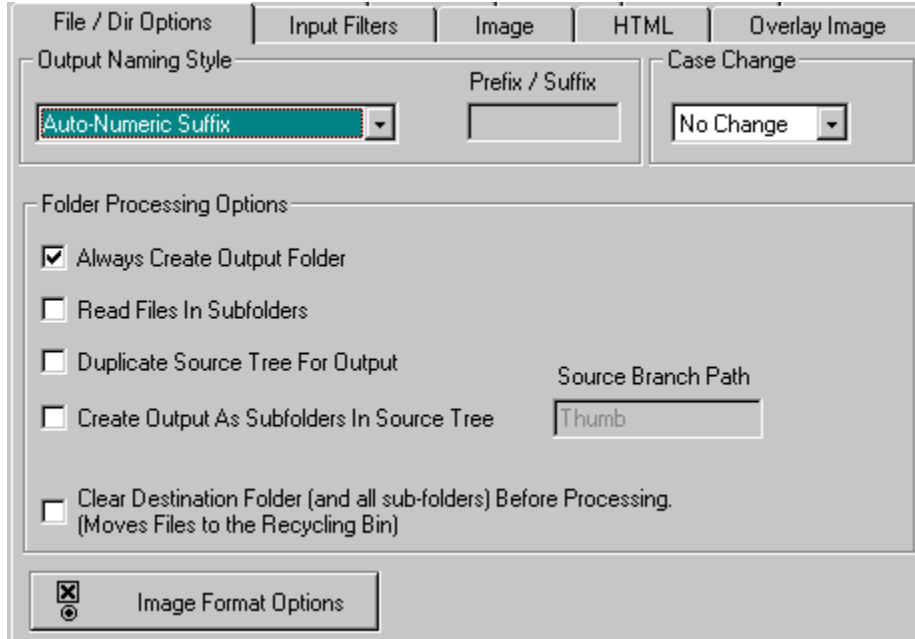 File / Dir Options
Input Filters
Image
HTML
Overlay Image
Output Naming Style
Prefix / Suffix
Case Change
Auto-Numeric Suffix
No Change
Folder Processing Options
Always Create Output Folder
Read Files In Subfolders
Duplicate Source Tree For Output
Source Branch Path
Create Output As Subfolders In Source Tree
Thumb
Clear Destination Folder (and all sub-folders) Before Processing.
(Moves Files to the Recycling Bin)
Image Format Options